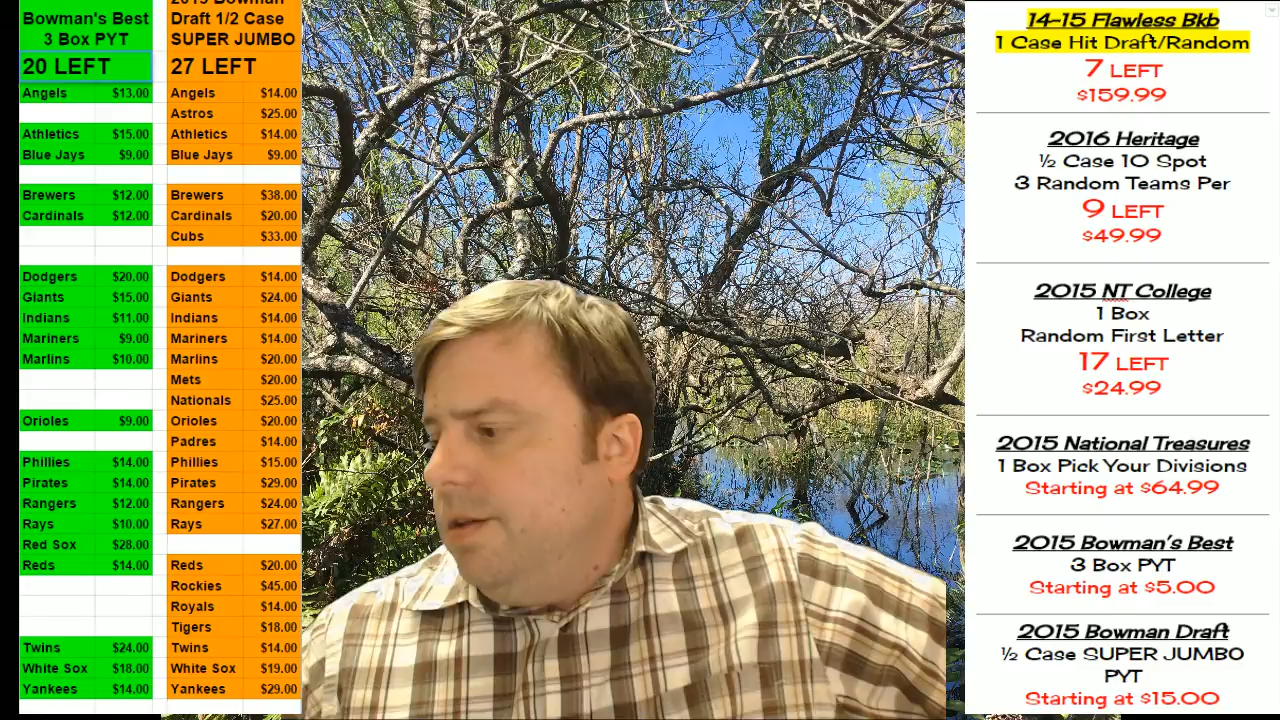 Bowman's Best
3 Box PYT
20 LEFT
Angels $13.00
Athletics $15.00
Blue Jays $9.00
Brewers $12.00
Cardinals $12.00
Dodgers $20.00
Giants $15.00
Indians $11.00
Mariners $9.00
Marlins $10.00
Orioles $9.00
Phillies $14.00
Pirates $14.00
Rangers $12.00
Rays $10.00
Red Sox $28.00
Reds $14.00
Twins $24.00
White Sox $18.00
Yankees $14.00
2015 Bowman
Draft 1/2 Case
SUPER JUMBO
27 LEFT
Angels $14.00
Astros $25.00
Athletics $14.00
Blue Jays $9.00
Brewers $38.00
Cardinals $20.00
Cubs $33.00
Dodgers $14.00
Giants $24.00
Indians $14.00
Mariners $14.00
Marlins $20.00
Mets $20.00
Nationals $25.00
Orioles $20.00
Padres $14.00
Phillies $15.00
Pirates $29.00
Rangers $24.00
Rays $27.00
Reds $20.00
Rockies $45.00
Royals $14.00
Tigers $18.00
Twins $14.00
White Sox $19.00
Yankees $29.00
14-15 Flawless Bkb
1 Case Hit Draft/Random
7 LEFT
$159.99
2016 Heritage
½ Case 10 Spot
3 Random Teams Per
9 LEFT
$49.99
2015 NT College
1 Box
Random First Letter
17 LEFT
$24.99
2015 National Treasures
1 Box Pick Your Divisions
Starting at $64.99
2015 Bowman's Best
3 Box PYT
Starting at $5.00
2015 Bowman Draft
½ Case SUPER JUMBO
PYT
Starting at $15.00